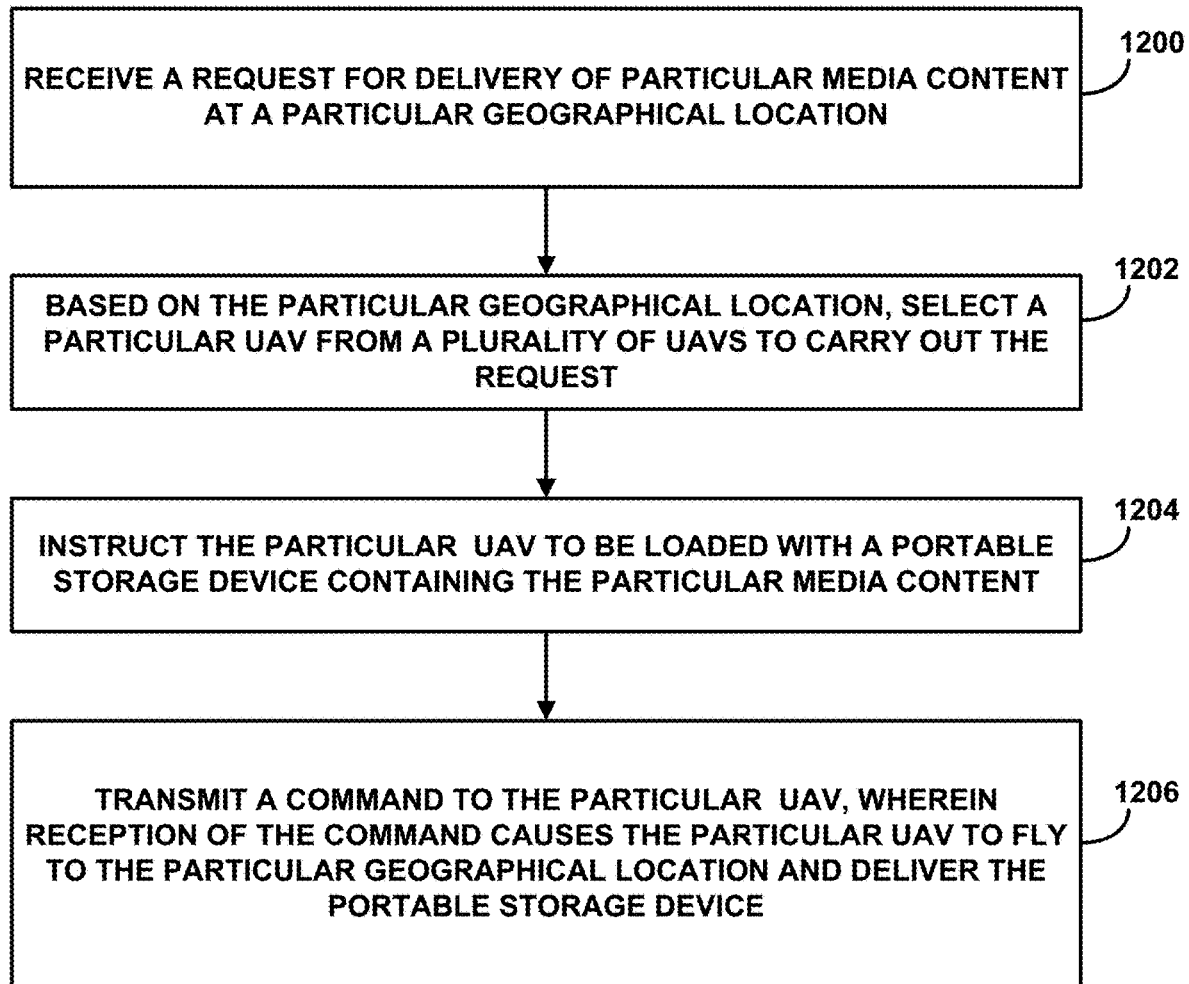 1200
RECEIVE A REQUEST FOR DELIVERY OF PARTICULAR MEDIA CONTENT
AT A PARTICULAR GEOGRAPHICAL LOCATION
1202
BASED ON THE PARTICULAR GEOGRAPHICAL LOCATION, SELECT A
PARTICULAR UAV FROM A PLURALITY OF UAVS TO CARRY OUT THE
REQUEST
1204
INSTRUCT THE PARTICULAR UAV TO BE LOADED WITH A PORTABLE
STORAGE DEVICE CONTAINING THE PARTICULAR MEDIA CONTENT
1206
TRANSMIT A COMMAND TO THE PARTICULAR UAV, WHEREIN
RECEPTION OF THE COMMAND CAUSES THE PARTICULAR UAV TO FLY
TO THE PARTICULAR GEOGRAPHICAL LOCATION AND DELIVER THE
PORTABLE STORAGE DEVICE